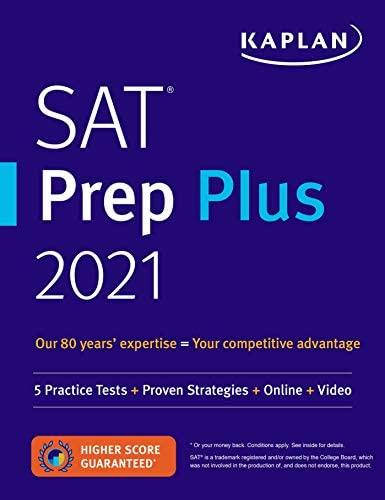 KAPLAN
SAT®
Prep Plus
2021
Our 80 years' expertise = Your competitive advantage
5 Practice Tests + Proven Strategies + Online + Video
HIGHER SCORE
GUARANTEED*
* Or your money back. Conditions apply. See inside for details.
SAT® is a trademark registered and/or owned by the College Board, which
was not involved in the production of, and does not endorse, this product.